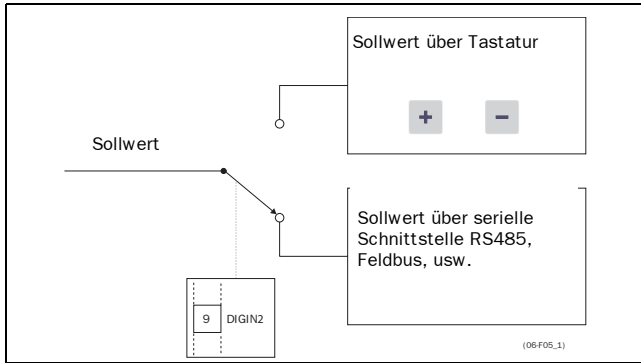 Sollwert über Tastatur
+ −
Sollwert
Sollwert über serielle
Schnittstelle RS485,
Feldbus, usw.
9 DIGIN2
(06-F05_1)